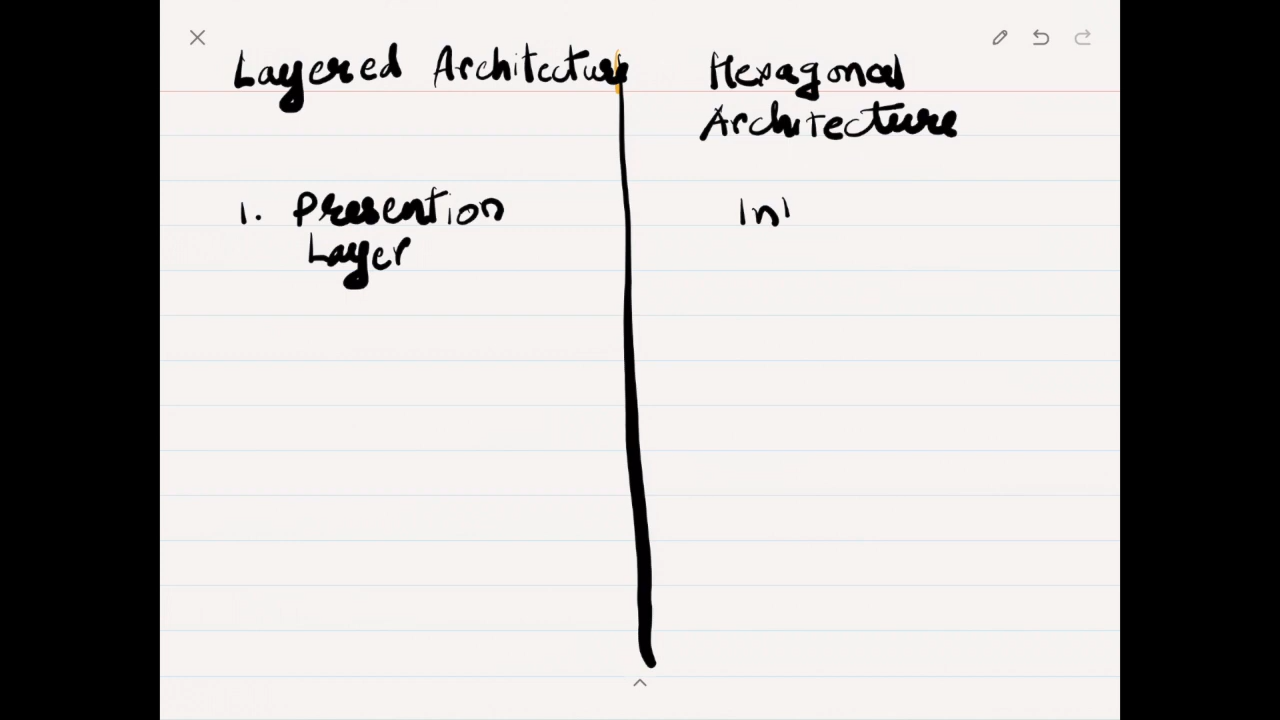 Layered Architecture
Hexagonal
Architecture
1. Presention
Layer